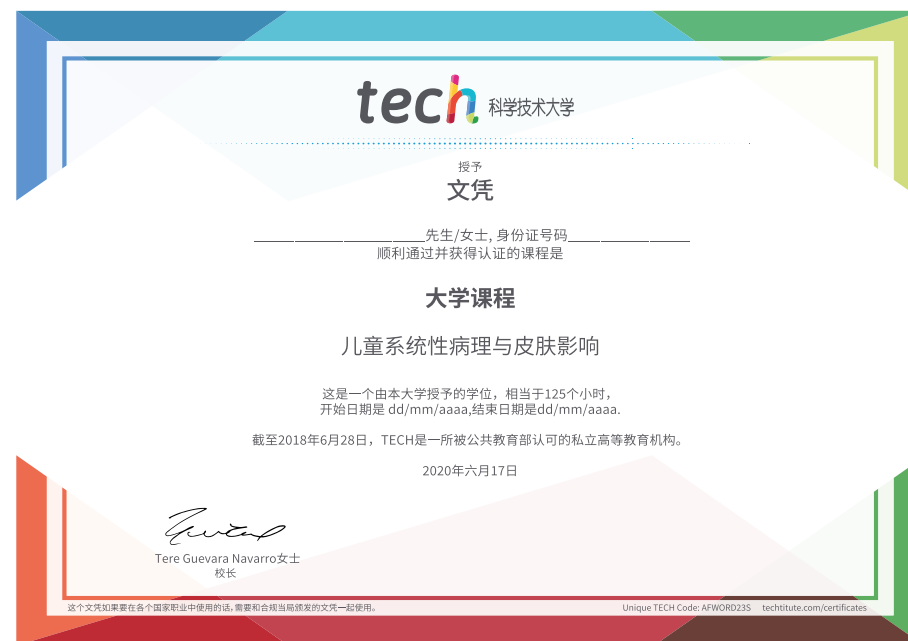 tech 科学技术大学
授予
文凭
____________________先生/女士, 身份证号码______________
顺利通过并获得认证的课程是
大学课程
儿童系统性病理与皮肤影响
这是一个由本大学授予的学位，相当于125个小时，
开始日期是 dd/mm/aaaa,结束日期是dd/mm/aaaa.
截至2018年6月28日，TECH是一所被公共教育部认可的私立高等教育机构。
2020年六月17日
Tere Guevara Navarro女士
校长
这个文凭如果要在各个国家职业中使用的话,需要和合规当局颁发的文凭一起使用。
Unique TECH Code: AFWORD23S techtitute.com/certificates